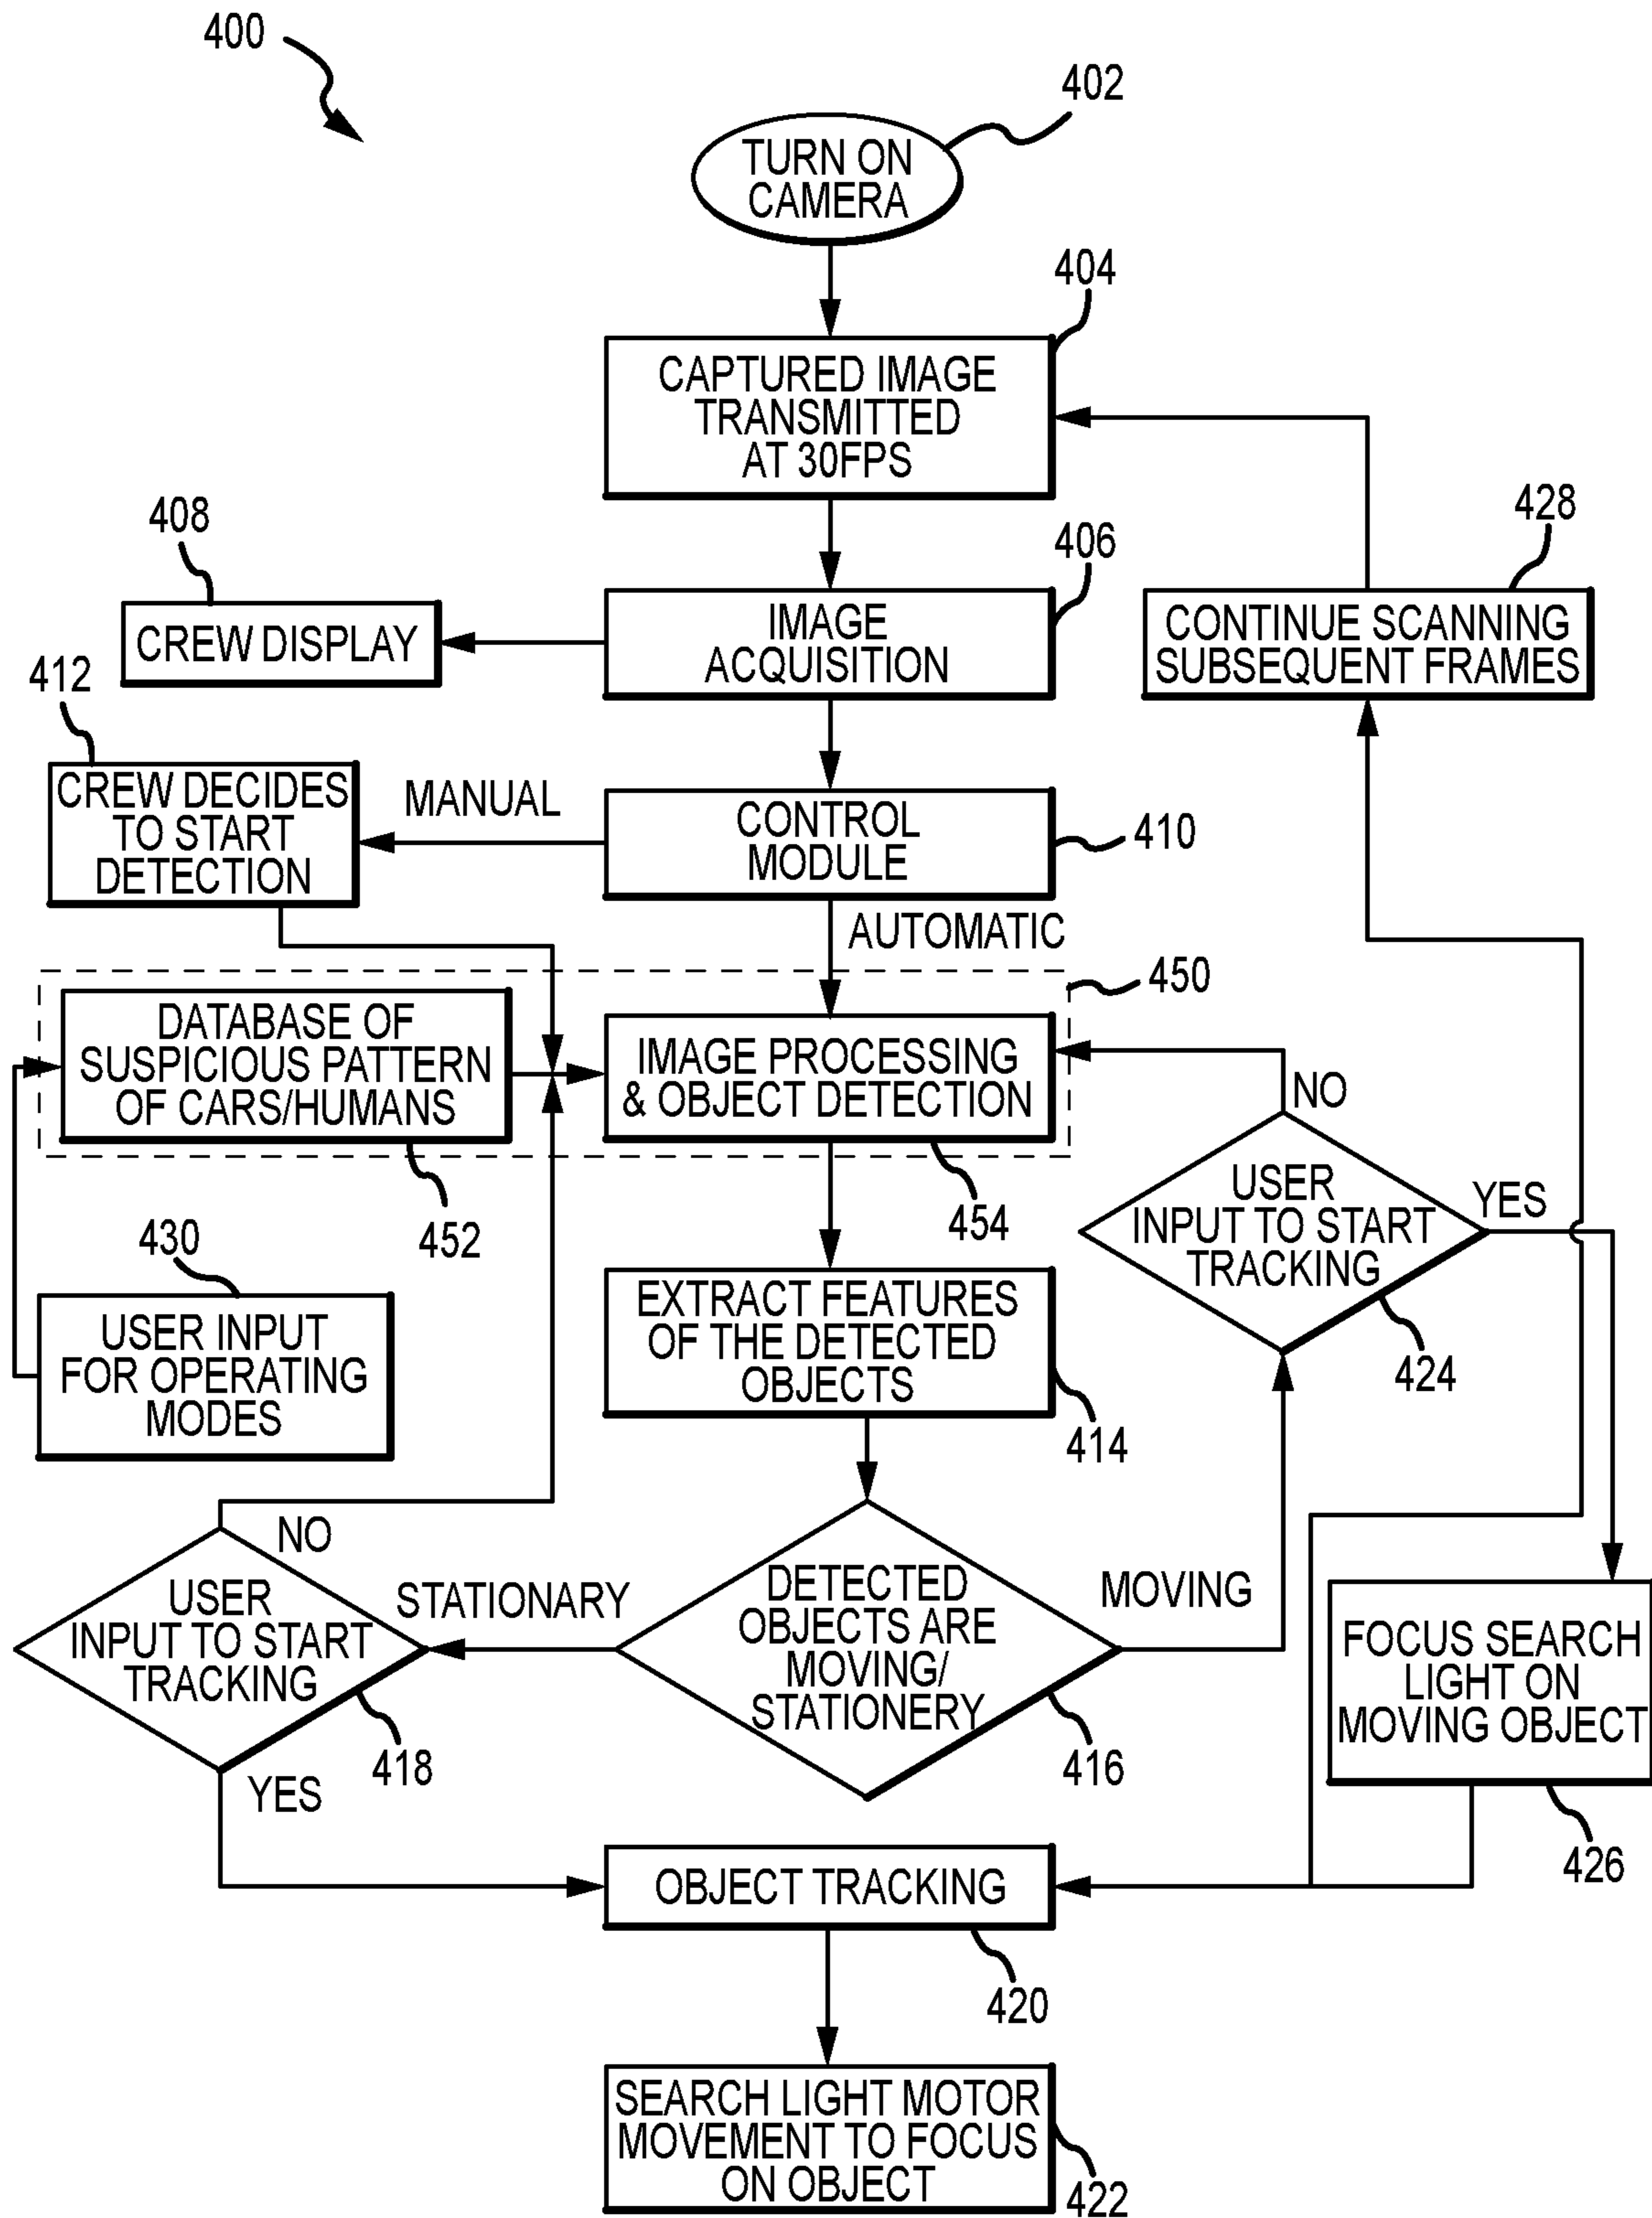 400
402
TURN ON
CAMERA
404
CAPTURED IMAGE
TRANSMITTED
AT 30FPS
408
406
428
CREW DISPLAY
IMAGE
ACQUISITION
CONTINUE SCANNING
SUBSEQUENT FRAMES
412
CREW DECIDES
TO START
DETECTION
MANUAL
CONTROL
MODULE
410
AUTOMATIC
450
DATABASE OF
SUSPICIOUS PATTERN
OF CARS/HUMANS
IMAGE PROCESSING
& OBJECT DETECTION
NO
452
454
USER
INPUT TO START
TRACKING
YES
424
430
USER INPUT
FOR OPERATING
MODES
EXTRACT FEATURES
OF THE DETECTED
OBJECTS
414
NO
USER
INPUT TO START
TRACKING
STATIONARY
DETECTED
OBJECTS ARE
MOVING/
STATIONERY
MOVING
FOCUS SEARCH
LIGHT ON
MOVING OBJECT
418
416
YES
426
OBJECT TRACKING
420
SEARCH LIGHT MOTOR
MOVEMENT TO FOCUS
ON OBJECT
422